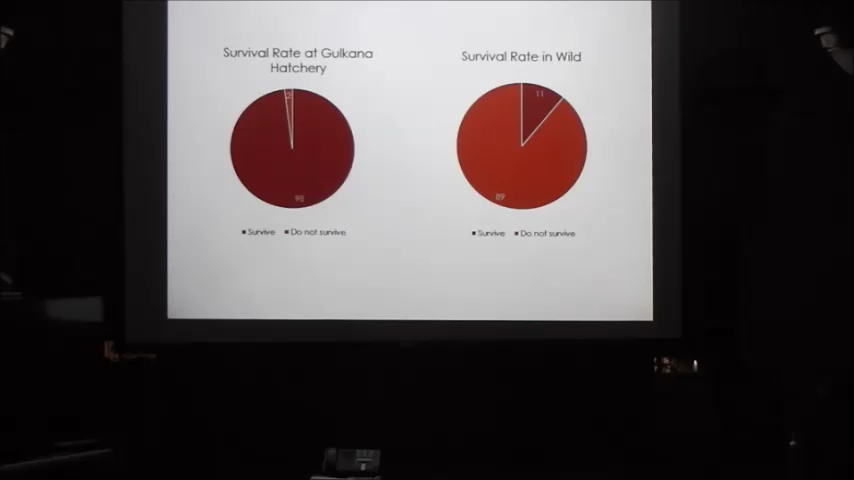 Survival Rate at Gulkana
Hatchery
2
98
Survive Do not survive
Survival Rate in Wild
11
89
Survive Do not survive